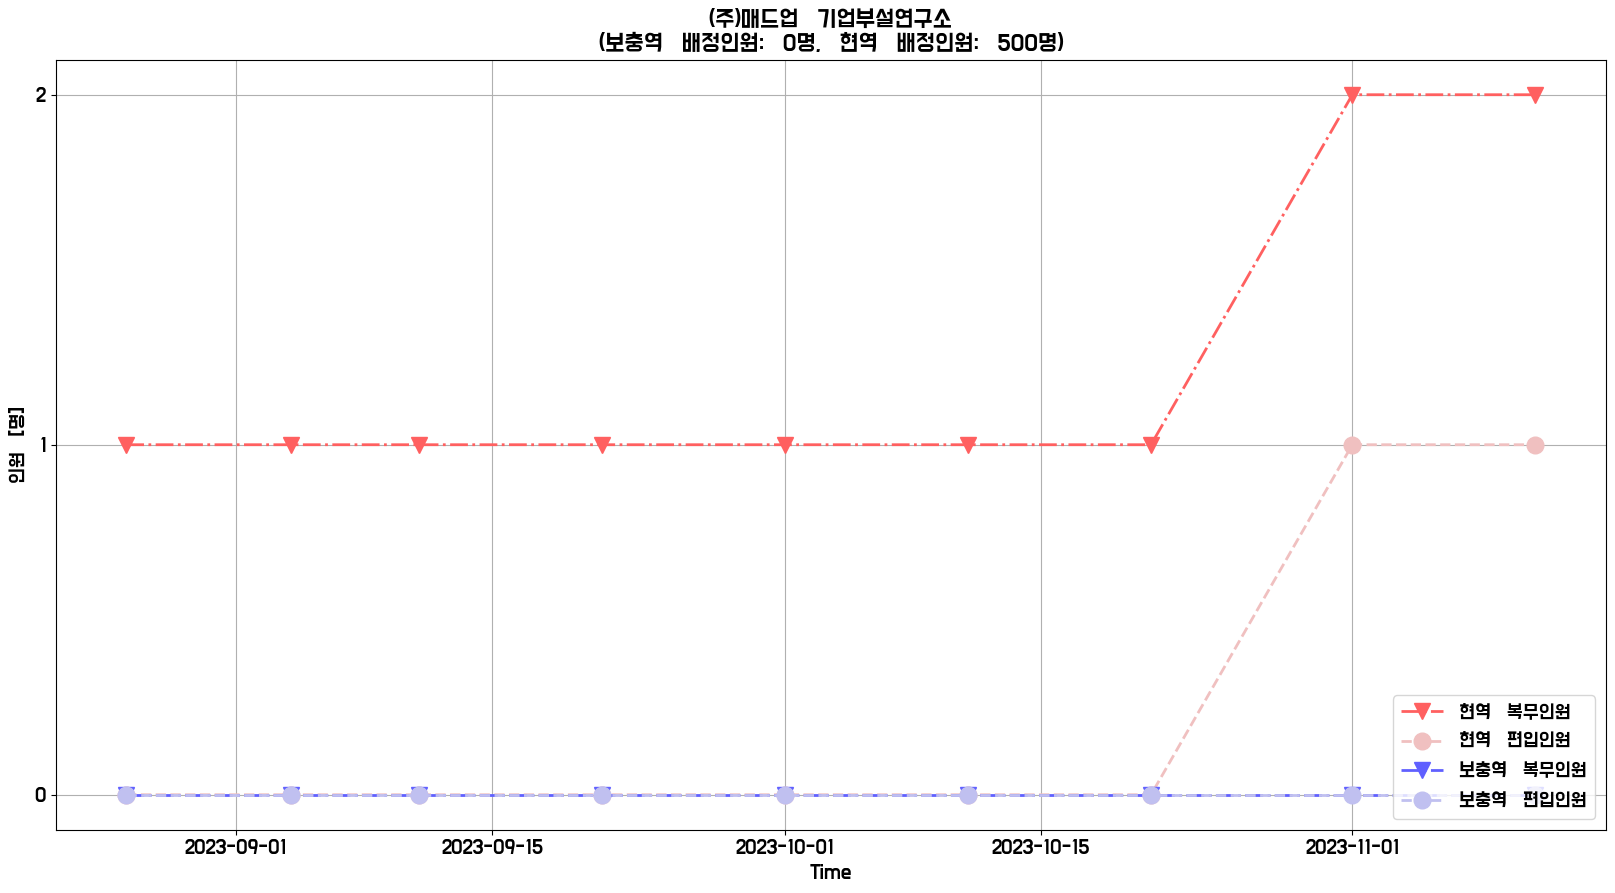 (주)매드업 기업부설연구소
(보충역 배정인원: 0명, 현역 배정인원: 500명)
인원 [명]
2
1
0
현역 복무인원
현역 편입인원
보충역 복무인원
보충역 편입인원
2023-09-01 2023-09-15 2023-10-01 2023-10-15 2023-11-01
Time